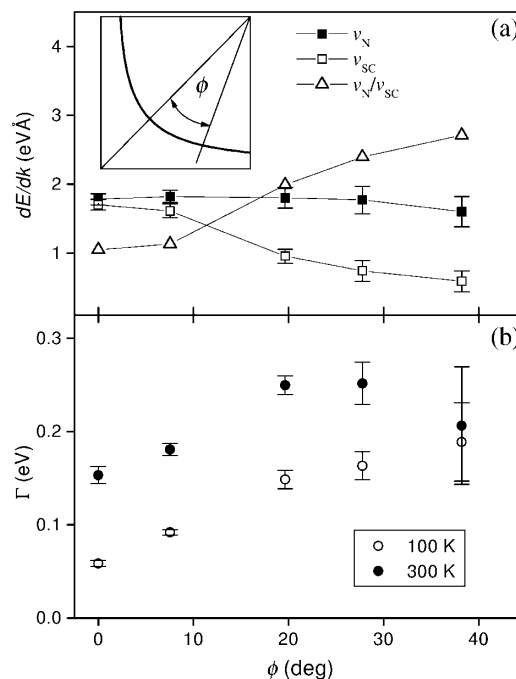 (a)
v_N
v_SC
v_N/v_SC
ϕ
4
3
2
1
dE/dk (eVÅ)
(b)
0.3
0.2
0.1
0.0
Γ (eV)
100 K
300 K
0 10 20 30 40
ϕ (deg)